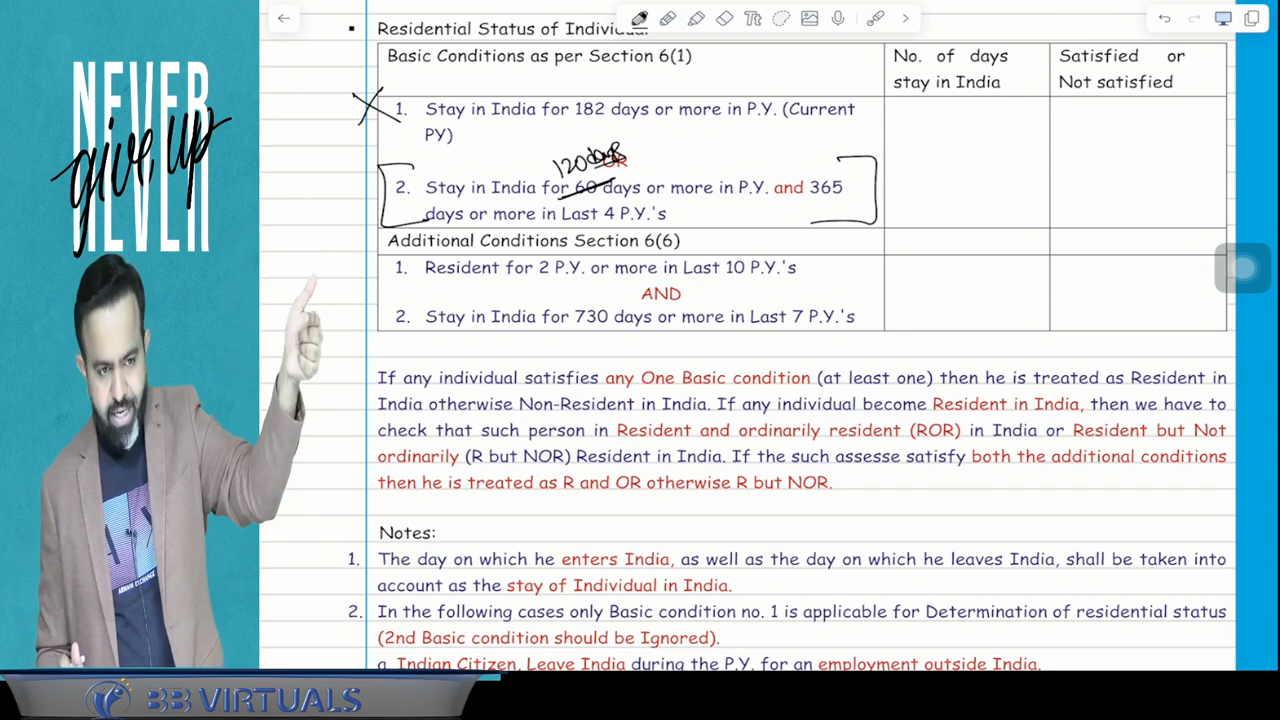 NEVER
give up
NEVER
Residential Status of Individual
Basic Conditions as per Section 6(1)
No. of days stay in India
Satisfied or Not satisfied
1. Stay in India for 182 days or more in P.Y. (Current
PY)
120 days
OR
2. Stay in India for 60 days or more in P.Y. and 365
days or more in Last 4 P.Y.'s
Additional Conditions Section 6(6)
1. Resident for 2 P.Y. or more in Last 10 P.Y.'s
AND
2. Stay in India for 730 days or more in Last 7 P.Y.'s
If any individual satisfies any One Basic condition (at least one) then he is treated as Resident in
India otherwise Non-Resident in India. If any individual become Resident in India, then we have to
check that such person in Resident and ordinarily resident (ROR) in India or Resident but Not
ordinarily (R but NOR) Resident in India. If the such assesse satisfy both the additional conditions
then he is treated as R and OR otherwise R but NOR.
Notes:
1. The day on which he enters India, as well as the day on which he leaves India, shall be taken into
account as the stay of Individual in India.
2. In the following cases only Basic condition no. 1 is applicable for Determination of residential status
(2nd Basic condition should be Ignored).
a. Indian Citizen, Leave India during the P.Y. for an employment outside India.
A|X
ARMANI EXCHANGE
BB VIRTUALS